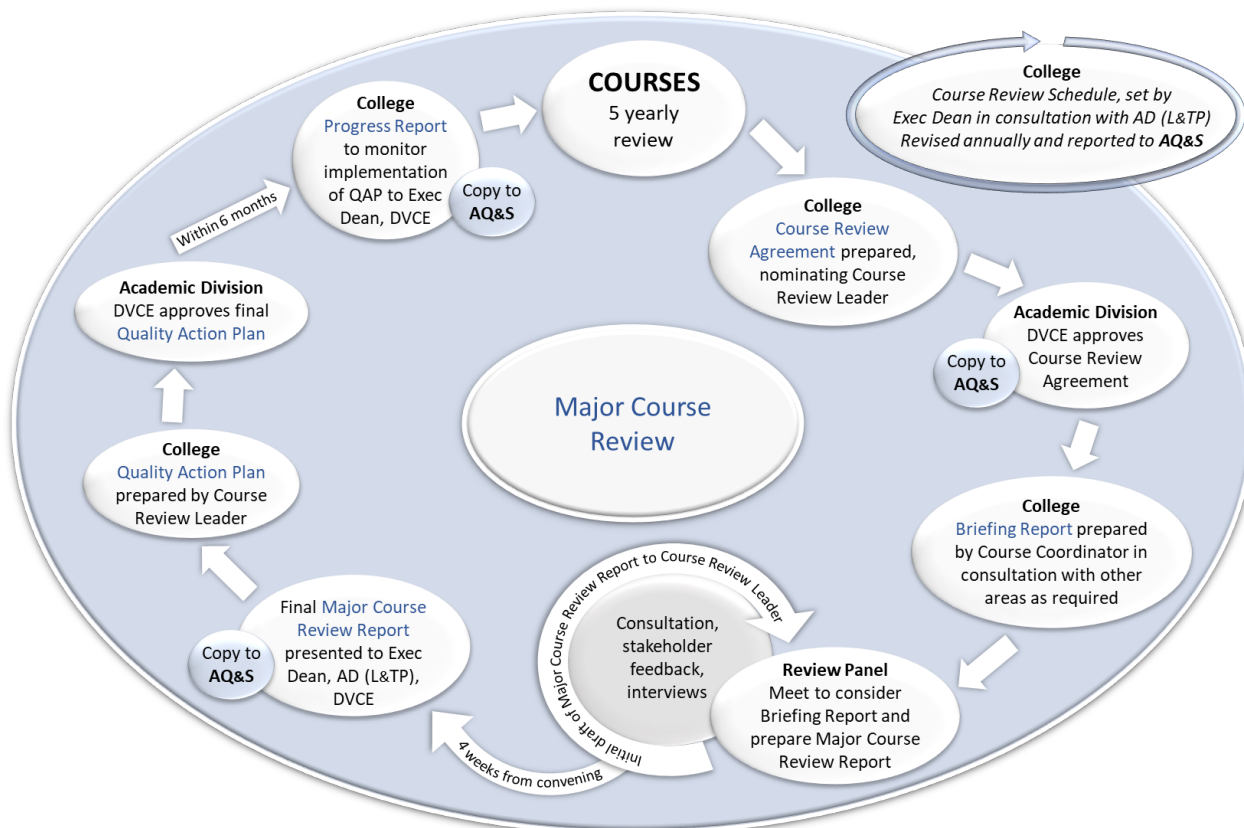 COURSES
5 yearly
review
College
Course Review Schedule, set by
Exec Dean in consultation with AD (L&TP)
Revised annually and reported to AQ&S
College
Course Review
Agreement prepared,
nominating Course
Review Leader
Academic Division
DVCE approves
Course Review
Agreement
Copy to
AQ&S
College
Briefing Report prepared
by Course Coordinator in
consultation with other
areas as required
Review Panel
Meet to consider
Briefing Report and
prepare Major Course
Review Report
Consultation,
stakeholder
feedback,
interviews
Initial draft of Major Course Review Report to Course Review Leader
4 weeks from convening
Final Major Course
Review Report
presented to Exec
Dean, AD (L&TP),
DVCE
Copy to
AQ&S
College
Quality Action Plan
prepared by Course
Review Leader
Academic Division
DVCE approves final
Quality Action Plan
Within 6 months
College
Progress Report
to monitor
implementation
of QAP to Exec
Dean, DVCE
Copy to
AQ&S
Major Course
Review